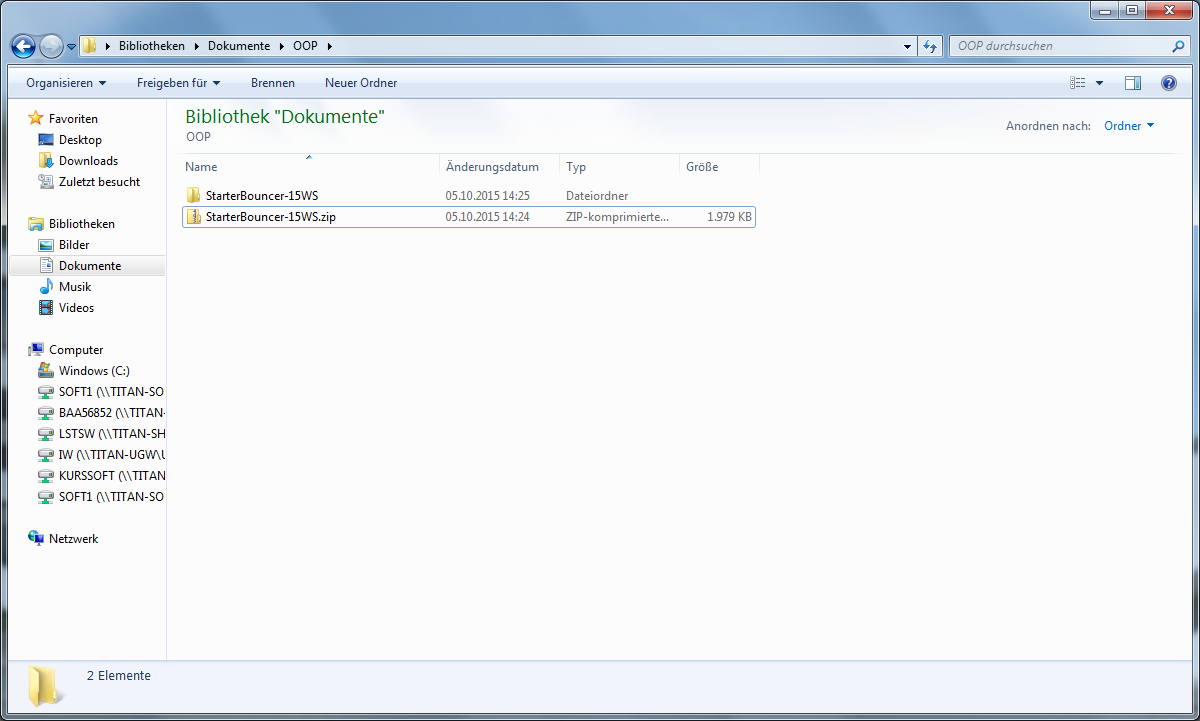 Bibliotheken Dokumente OOP
OOP durchsuchen
Organisieren Freigeben für Brennen Neuer Ordner
Favoriten
Desktop
Downloads
Zuletzt besucht
Bibliotheken
Bilder
Dokumente
Musik
Videos
Computer
Windows (C:)
SOFT1 (\\TITAN-SO
BAA56852 (\\TITAN-
LSTSW (\\TITAN-SH
IW (\\TITAN-UGW\U
KURSSOFT (\\TITAN
SOFT1 (\\TITAN-SO
Netzwerk
Bibliothek "Dokumente"
OOP
Anordnen nach: Ordner
Name Änderungsdatum Typ Größe
StarterBouncer-15WS 05.10.2015 14:25 Dateiordner
StarterBouncer-15WS.zip 05.10.2015 14:24 ZIP-komprimierte... 1.979 KB
2 Elemente